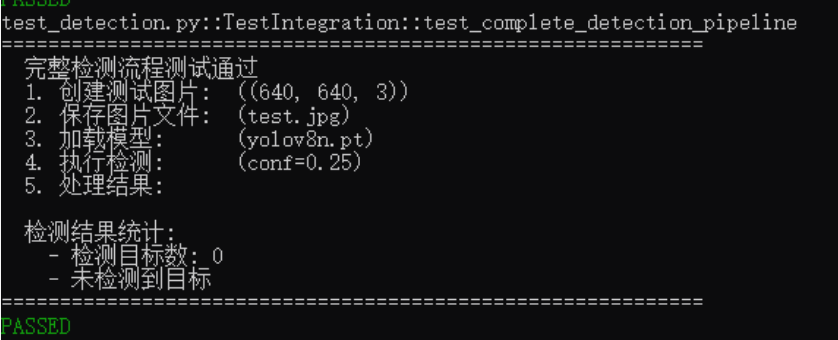 PASSED
test_detection.py::TestIntegration::test_complete_detection_pipeline
======================================================================
完整检测流程测试通过
1. 创建测试图片: ((640, 640, 3))
2. 保存图片文件: (test.jpg)
3. 加载模型: (yolov8n.pt)
4. 执行检测: (conf=0.25)
5. 处理结果:
检测结果统计:
- 检测目标数: 0
- 未检测到目标
======================================================================
PASSED